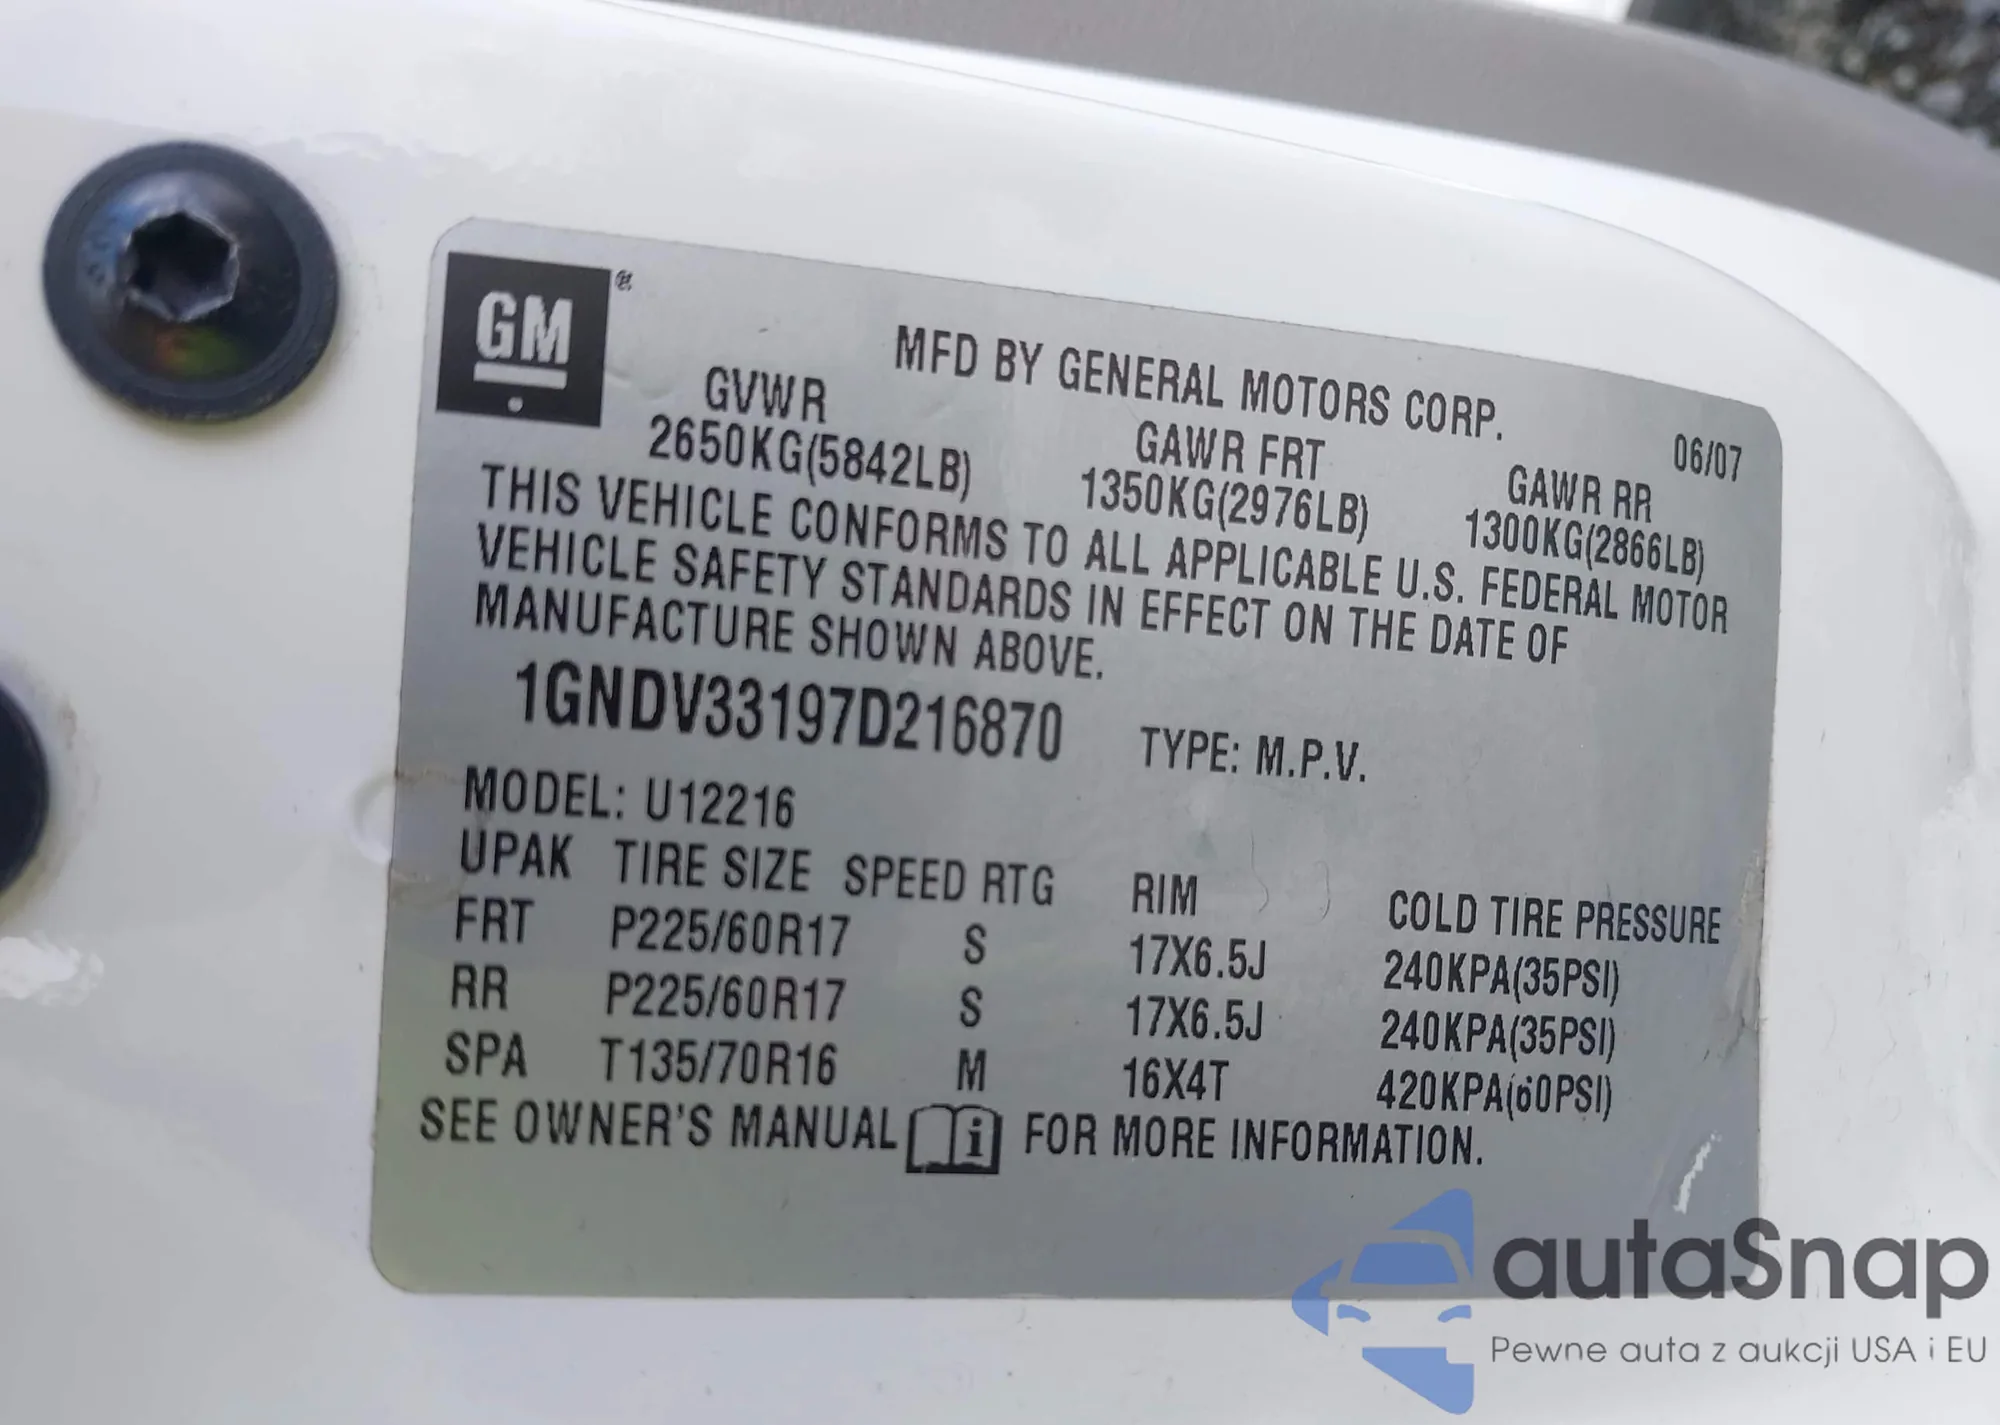 GM®
MFD BY GENERAL MOTORS CORP. 06/07
GVWR GAWR FRT GAWR RR
2650KG(5842LB) 1350KG(2976LB) 1300KG(2866LB)
THIS VEHICLE CONFORMS TO ALL APPLICABLE U.S. FEDERAL MOTOR
VEHICLE SAFETY STANDARDS IN EFFECT ON THE DATE OF
MANUFACTURE SHOWN ABOVE.
1GNDV33197D216870 TYPE: M.P.V.
MODEL: U12216
UPAK TIRE SIZE SPEED RTG RIM COLD TIRE PRESSURE
FRT P225/60R17 S 17X6.5J 240KPA(35PSI)
RR P225/60R17 S 17X6.5J 240KPA(35PSI)
SPA T135/70R16 M 16X4T 420KPA(60PSI)
SEE OWNER'S MANUAL i FOR MORE INFORMATION.
autaSnap
Pewne auta z aukcji USA i EU